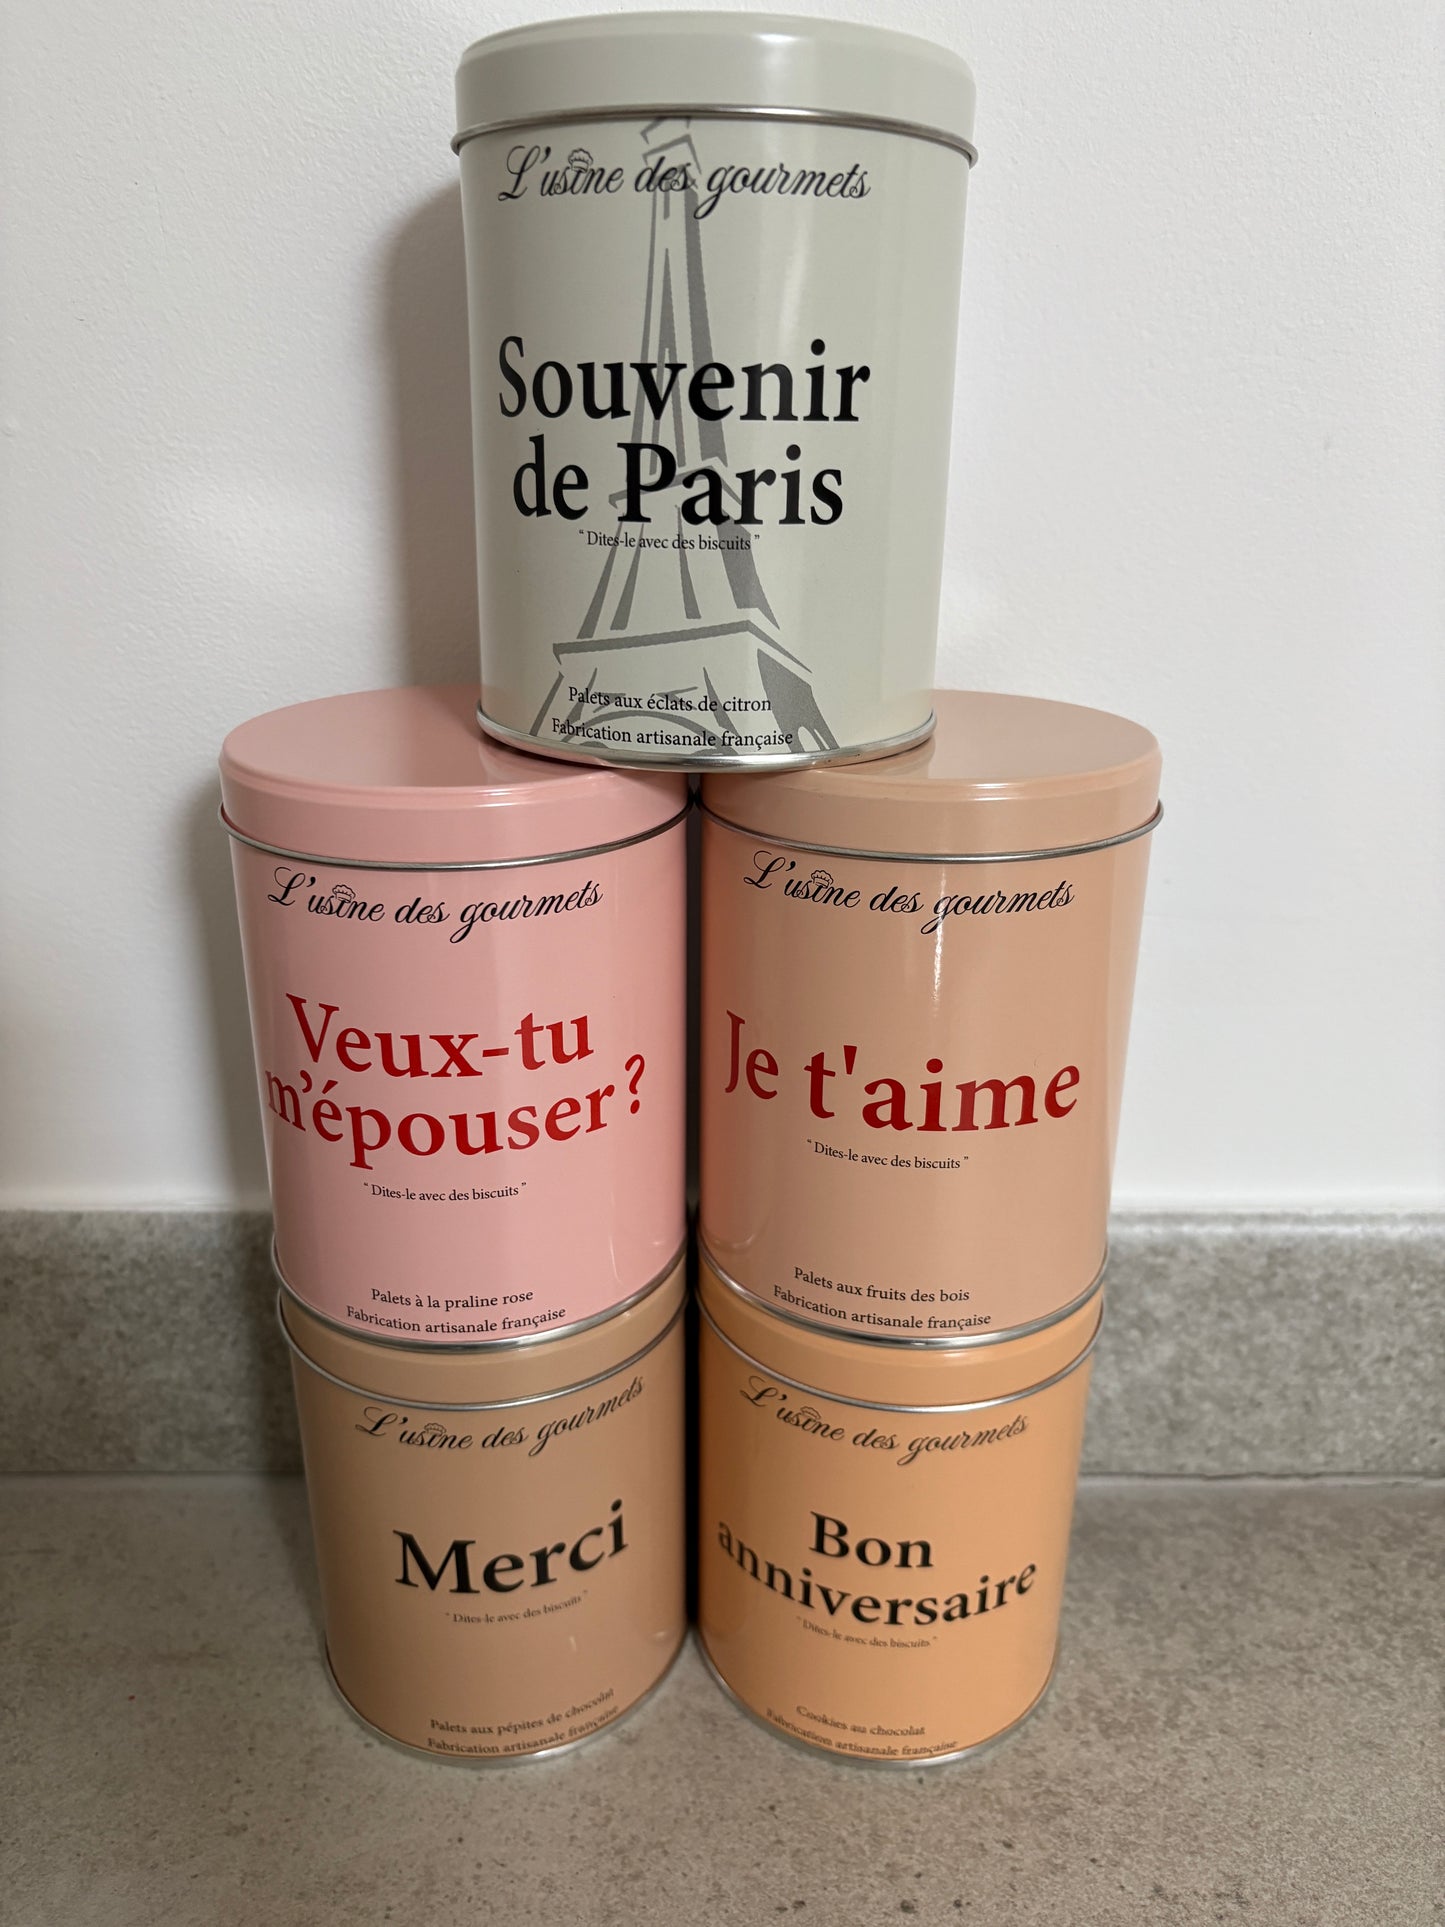 L'usine des gourmets
Souvenir
de Paris
“ Dites-le avec des biscuits ”
Palets aux éclats de citron
Fabrication artisanale française
L'usine des gourmets
Veux-tu
m’épouser ?
“ Dites-le avec des biscuits ”
Palets à la praline rose
Fabrication artisanale française
L'usine des gourmets
Je t'aime
“ Dites-le avec des biscuits ”
Palets aux fruits des bois
Fabrication artisanale française
L'usine des gourmets
Merci
“ Dites-le avec des biscuits ”
Palets aux pépites de chocolat
Fabrication artisanale française
L'usine des gourmets
Bon
anniversaire
“ Dites-le avec des biscuits ”
Cookies au chocolat
Fabrication artisanale française